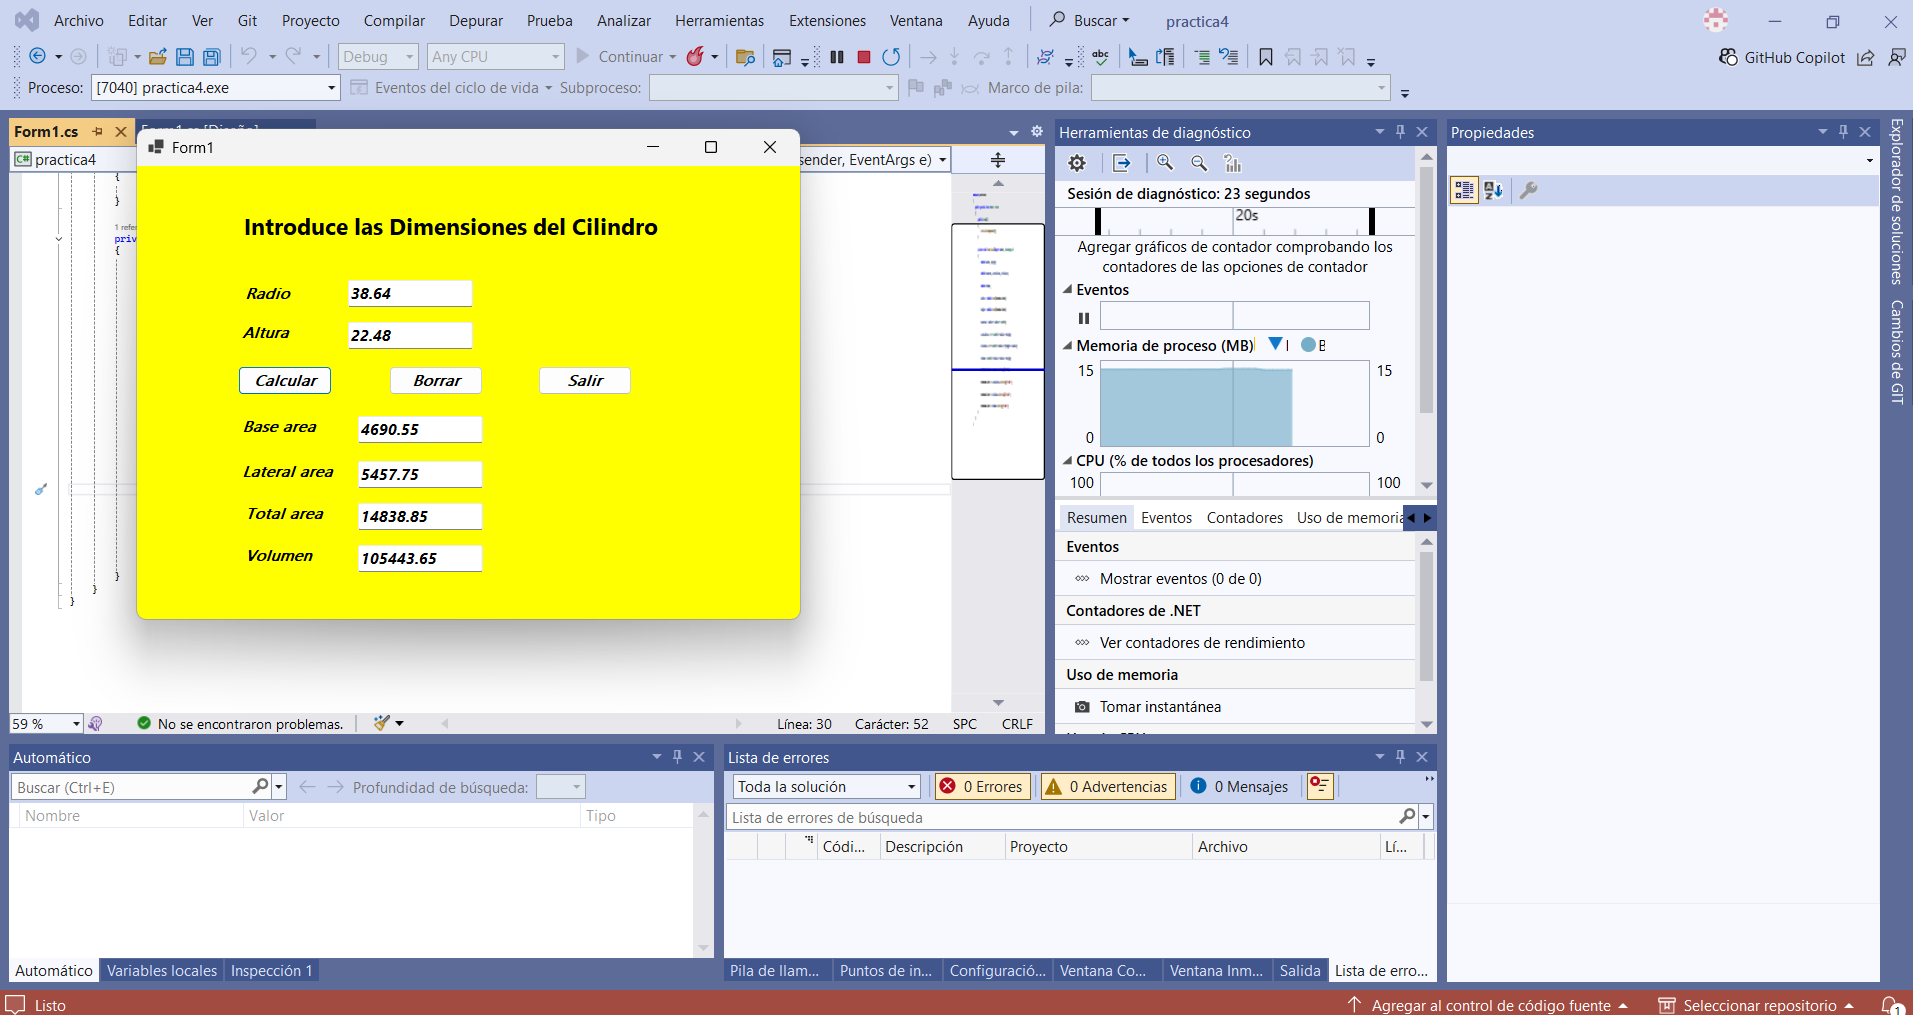 Archivo Editar Ver Git Proyecto Compilar Depurar Prueba Analizar Herramientas Extensiones Ventana Ayuda Buscar practica4
Debug Any CPU Continuar abc GitHub Copilot
Proceso: [7040] practica4.exe Eventos del ciclo de vida Subproceso: Marco de pila:
Form1.cs
C# practica4 sender, EventArgs e)
Form1
Introduce las Dimensiones del Cilindro
Radio 38.64
Altura 22.48
Calcular Borrar Salir
Base area 4690.55
Lateral area 5457.75
Total area 14838.85
Volumen 105443.65
59 % No se encontraron problemas. Línea: 30 Carácter: 52 SPC CRLF
Herramientas de diagnóstico
Sesión de diagnóstico: 23 segundos
20s
Agregar gráficos de contador comprobando los
contadores de las opciones de contador
Eventos
Memoria de proceso (MB)
15 15
0 0
CPU (% de todos los procesadores)
100 100
Resumen Eventos Contadores Uso de memoria
Eventos
Mostrar eventos (0 de 0)
Contadores de .NET
Ver contadores de rendimiento
Uso de memoria
Tomar instantánea
Propiedades
Explorador de soluciones
Cambios de GIT
Automático
Buscar (Ctrl+E) Profundidad de búsqueda:
Nombre Valor Tipo
Automático Variables locales Inspección 1
Lista de errores
Toda la solución 0 Errores 0 Advertencias 0 Mensajes
Lista de errores de búsqueda
Códi... Descripción Proyecto Archivo Lí...
Pila de llam... Puntos de in... Configuració... Ventana Co... Ventana Inm... Salida Lista de erro...
Listo Agregar al control de código fuente Seleccionar repositorio 1